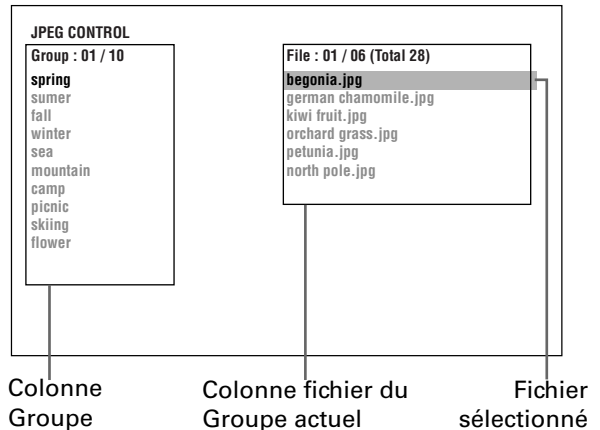 JPEG CONTROL
Group : 01 / 10
spring
sumer
fall
winter
sea
mountain
camp
picnic
skiing
flower
File : 01 / 06 (Total 28)
begonia.jpg
german chamomile.jpg
kiwi fruit.jpg
orchard grass.jpg
petunia.jpg
north pole.jpg
Colonne
Groupe
Colonne fichier du
Groupe actuel
Fichier
sélectionné